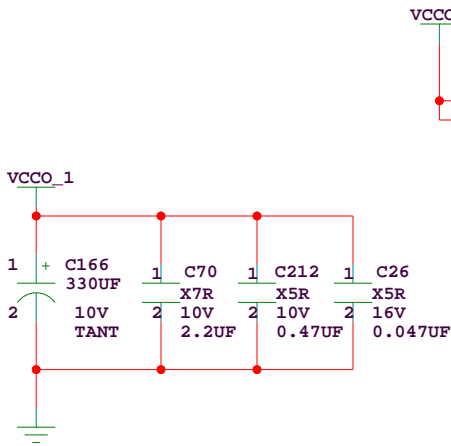 VCCO
VCCO_1
1 + C166
330UF
2 10V
TANT
1 C70
X7R
2 10V
2.2UF
1 C212
X5R
2 10V
0.47UF
1 C26
X5R
2 16V
0.047UF